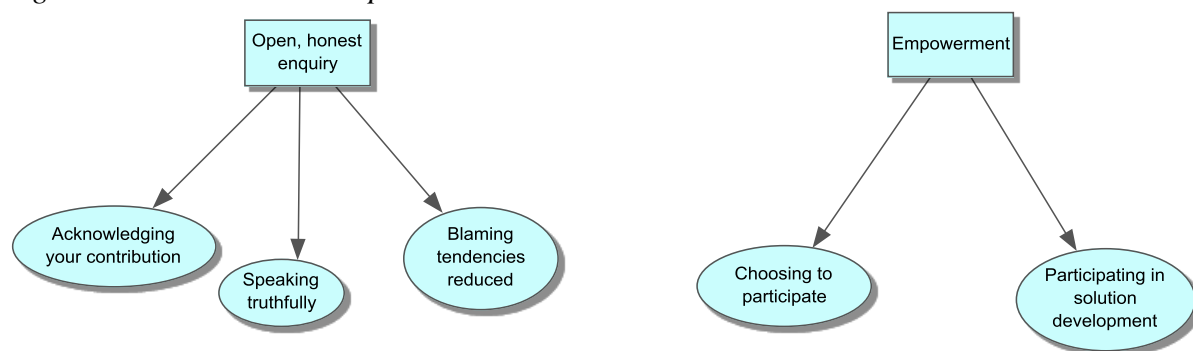 Open, honest
enquiry
Empowerment
Acknowledging
your contribution
Speaking
truthfully
Blaming
tendencies
reduced
Choosing to
participate
Participating in
solution
development